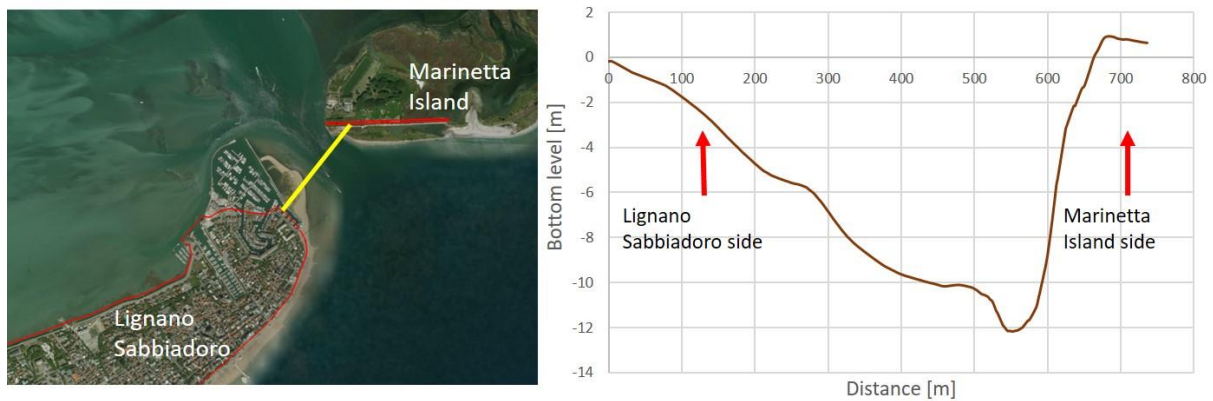 Marinetta
Island
Lignano
Sabbiadoro
2
0
-2
-4
-6
-8
-10
-12
-14
0 100 200 300 400 500 600 700 800
Bottom level [m]
Lignano
Sabbiadoro side
Marinetta
Island side
Distance [m]